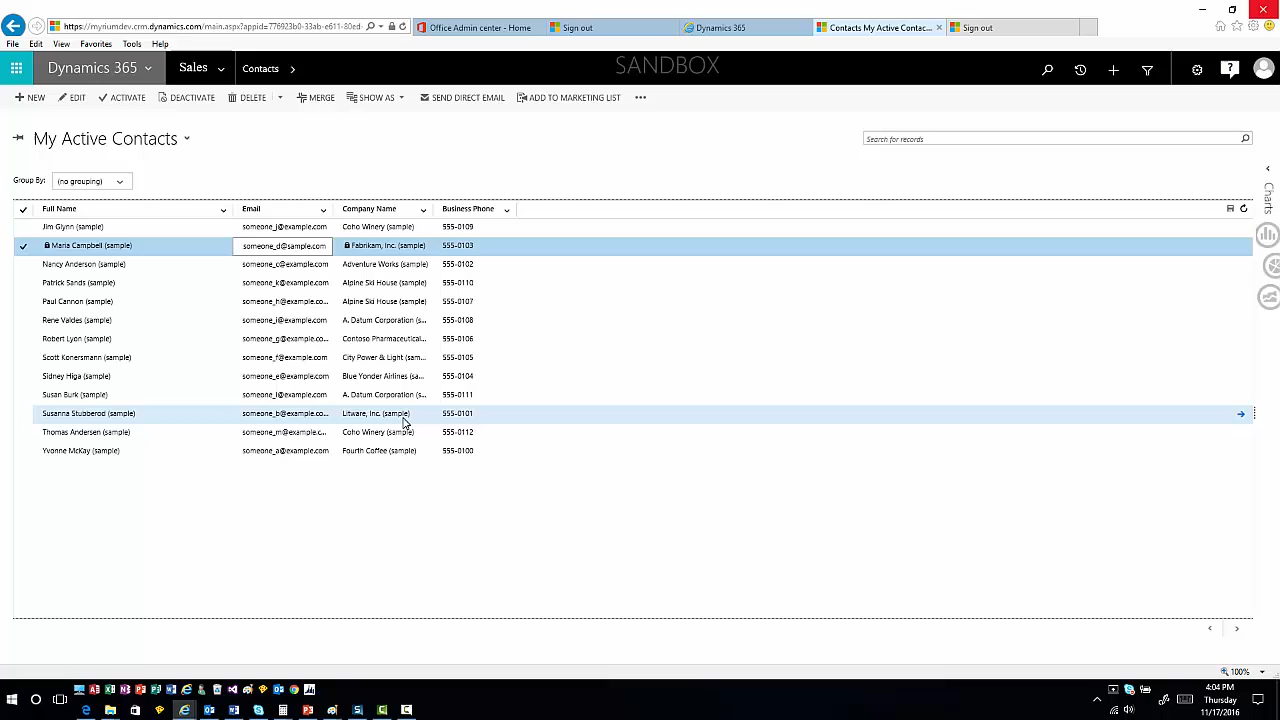 https://myriumdev.crm.dynamics.com/main.aspx?appid=776923b0-33ab-e611-80ed-
Office Admin center - Home
Sign out
Dynamics 365
Contacts My Active Contac...
Sign out
File Edit View Favorites Tools Help
Dynamics 365 Sales Contacts SANDBOX
NEW EDIT ACTIVATE DEACTIVATE DELETE MERGE SHOW AS SEND DIRECT EMAIL ADD TO MARKETING LIST
My Active Contacts
Search for records
Group By: (no grouping)
Charts
Full Name Email Company Name Business Phone
Jim Glynn (sample) someone_j@example.com Coho Winery (sample) 555-0109
Maria Campbell (sample) someone_d@sample.com Fabrikam, Inc. (sample) 555-0103
Nancy Anderson (sample) someone_c@example.com Adventure Works (sample) 555-0102
Patrick Sands (sample) someone_k@example.com Alpine Ski House (sample) 555-0110
Paul Cannon (sample) someone_h@example.co... Alpine Ski House (sample) 555-0107
Rene Valdes (sample) someone_i@example.com A. Datum Corporation (s... 555-0108
Robert Lyon (sample) someone_g@example.co... Contoso Pharmaceutical... 555-0106
Scott Konersmann (sample) someone_f@example.com City Power & Light (sam... 555-0105
Sidney Higa (sample) someone_e@example.com Blue Yonder Airlines (sa... 555-0104
Susan Burk (sample) someone_l@example.com A. Datum Corporation (s... 555-0111
Susanna Stubberod (sample) someone_b@example.co... Litware, Inc. (sample) 555-0101
Thomas Andersen (sample) someone_m@example.c... Coho Winery (sample) 555-0112
Yvonne McKay (sample) someone_a@example.com Fourth Coffee (sample) 555-0100
100%
4:04 PM
Thursday
11/17/2016